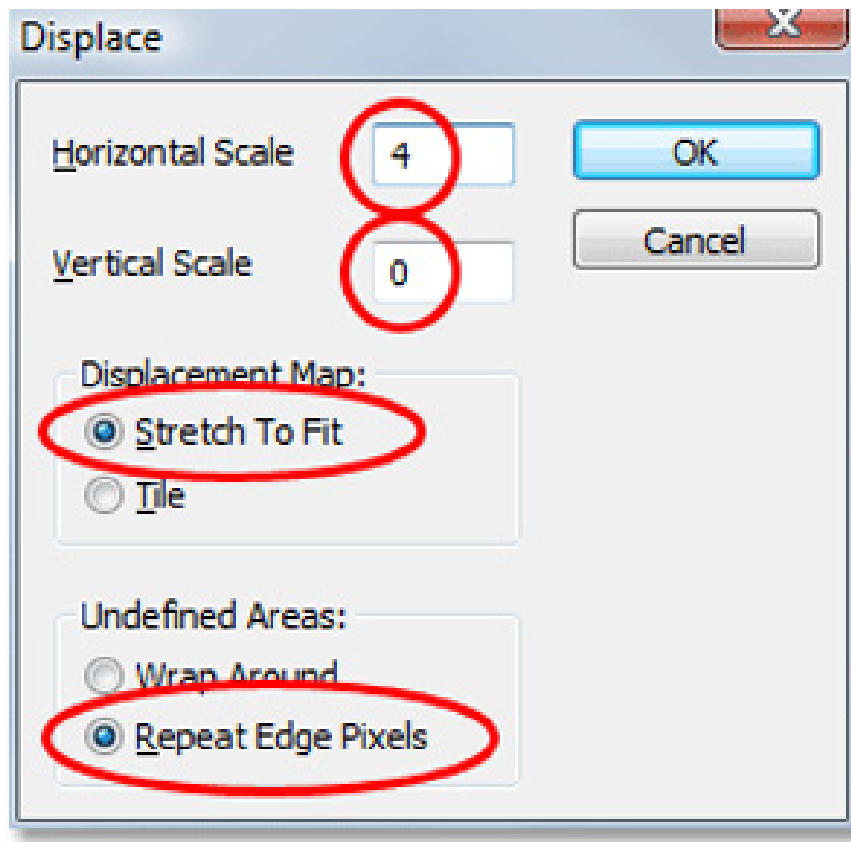 Displace
Horizontal Scale 4 OK
Vertical Scale 0 Cancel
Displacement Map:
Stretch To Fit
Tile
Undefined Areas:
Wrap Around
Repeat Edge Pixels